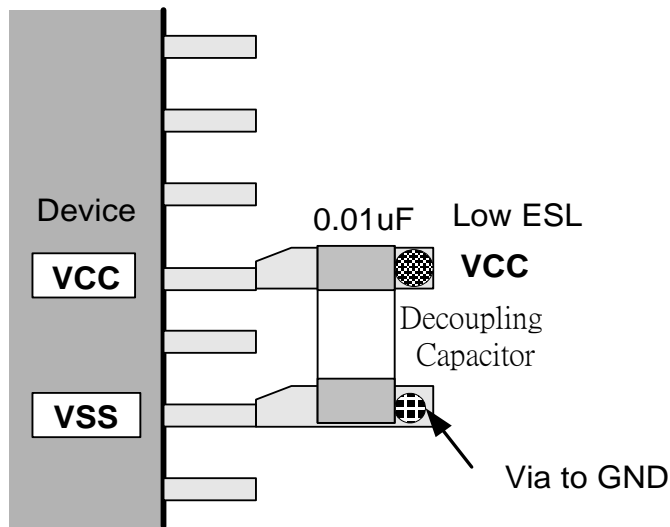 Device
0.01uF
Low ESL
VCC
VCC
Decoupling
Capacitor
VSS
Via to GND